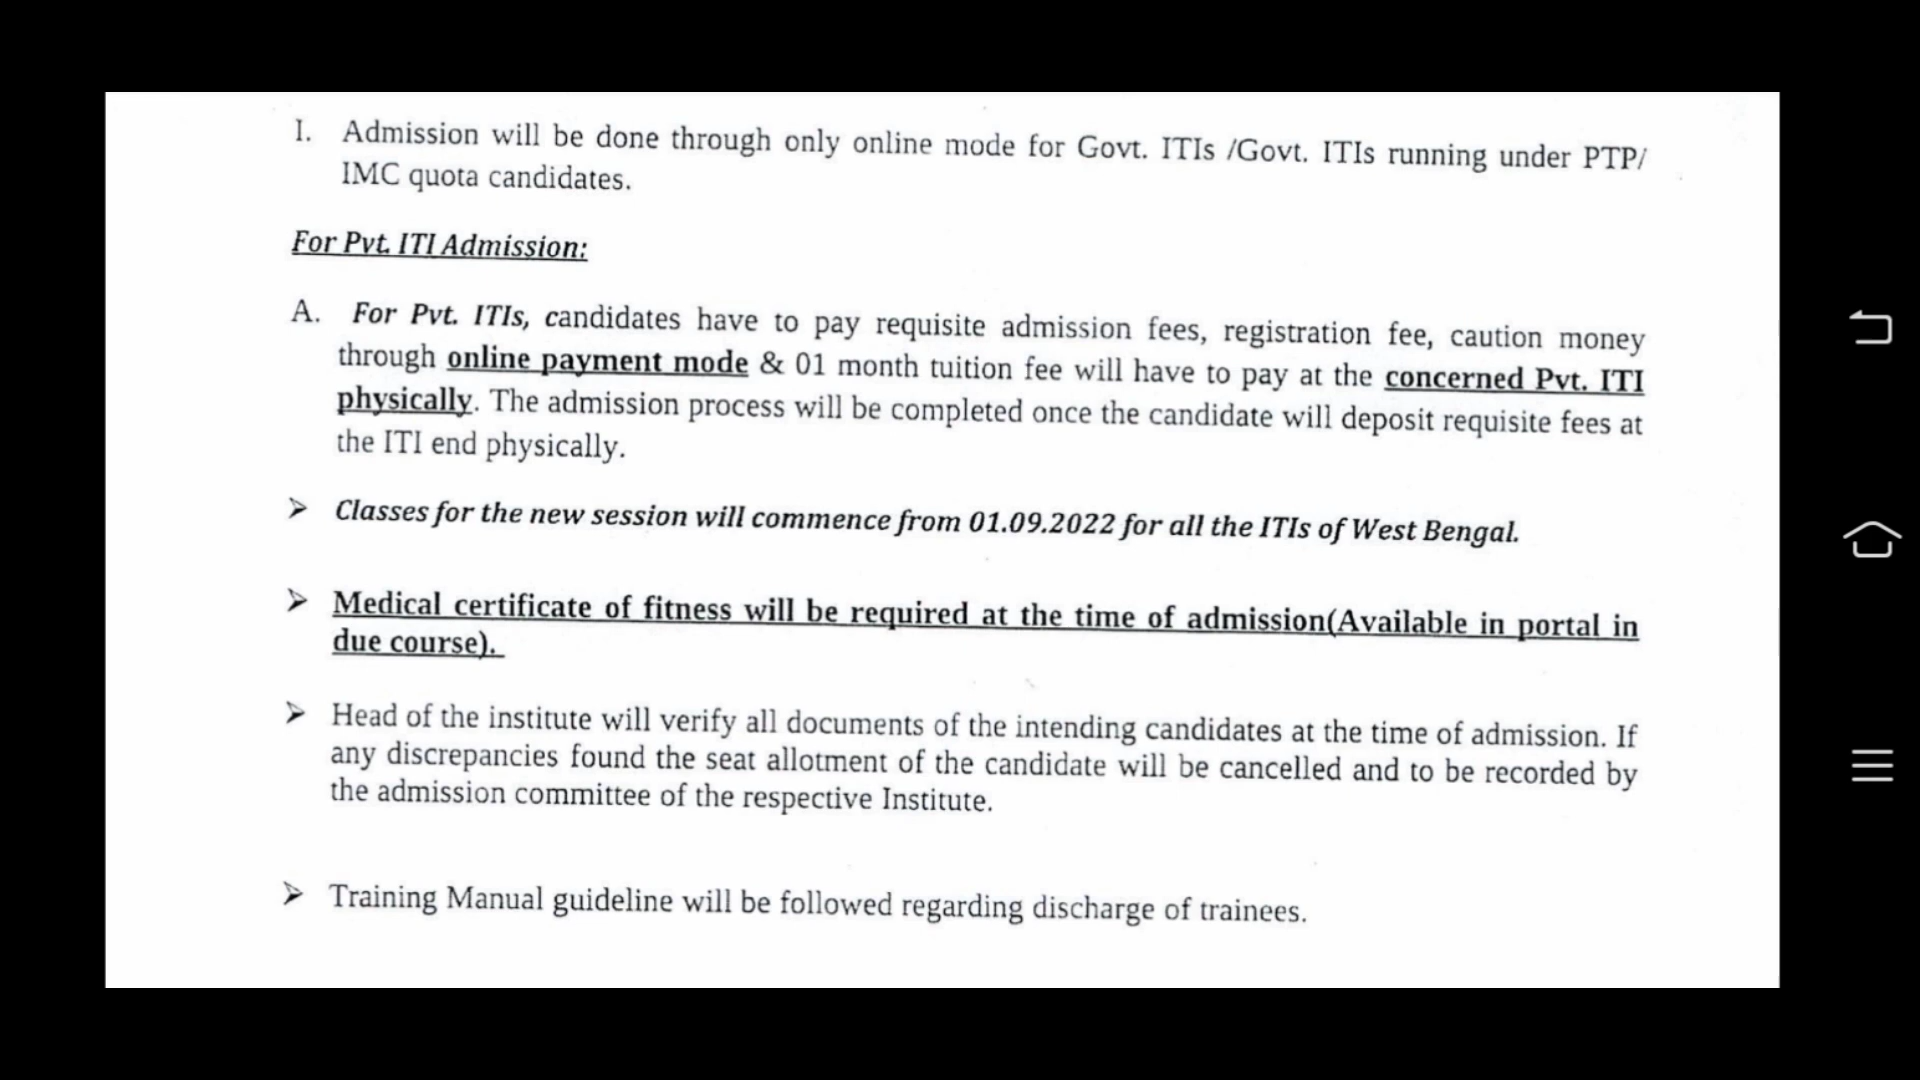 I. Admission will be done through only online mode for Govt. ITIs /Govt. ITIs running under PTP/
IMC quota candidates.
For Pvt. ITI Admission:
A. For Pvt. ITIs, candidates have to pay requisite admission fees, registration fee, caution money
through online payment mode & 01 month tuition fee will have to pay at the concerned Pvt. ITI
physically. The admission process will be completed once the candidate will deposit requisite fees at
the ITI end physically.
➢ Classes for the new session will commence from 01.09.2022 for all the ITIs of West Bengal.
➢ Medical certificate of fitness will be required at the time of admission(Available in portal in
due course).
➢ Head of the institute will verify all documents of the intending candidates at the time of admission. If
any discrepancies found the seat allotment of the candidate will be cancelled and to be recorded by
the admission committee of the respective Institute.
➢ Training Manual guideline will be followed regarding discharge of trainees.